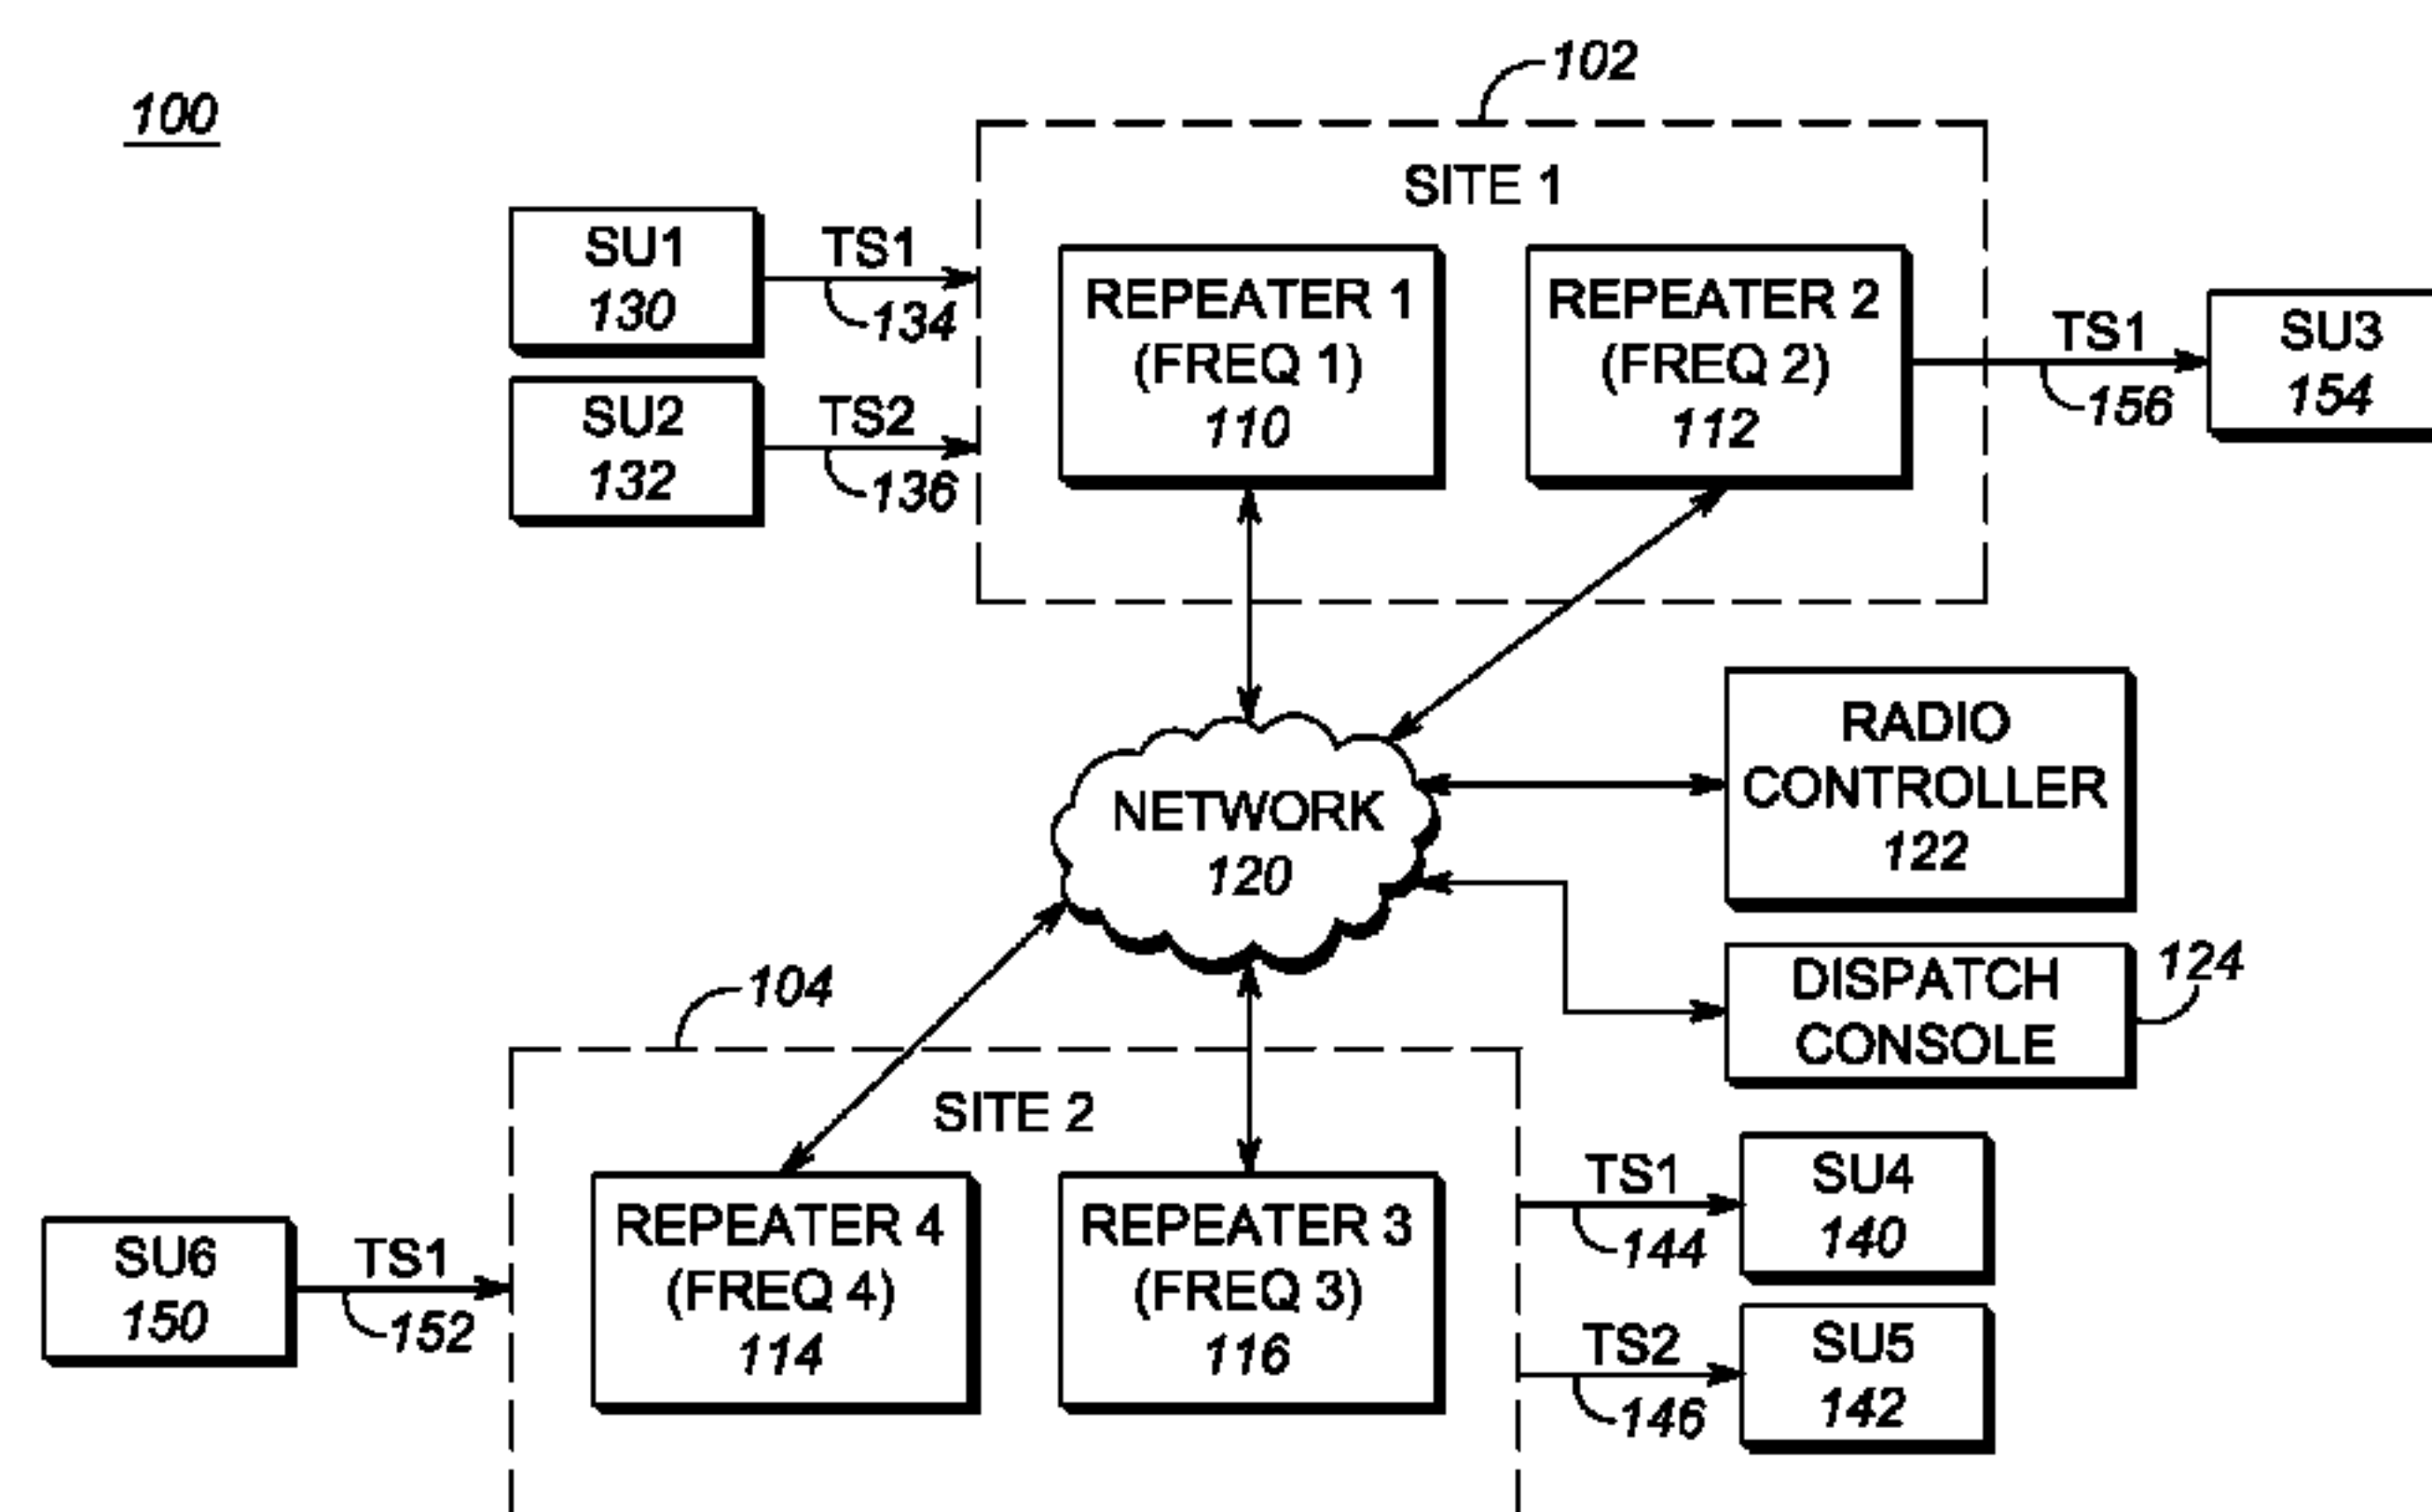 100
102
SITE 1
SU1
130
TS1
134
SU2
132
TS2
136
REPEATER 1
(FREQ 1)
110
REPEATER 2
(FREQ 2)
112
TS1
156
SU3
154
NETWORK
120
RADIO
CONTROLLER
122
DISPATCH
CONSOLE
124
104
SITE 2
SU6
150
TS1
152
REPEATER 4
(FREQ 4)
114
REPEATER 3
(FREQ 3)
116
TS1
144
SU4
140
TS2
146
SU5
142